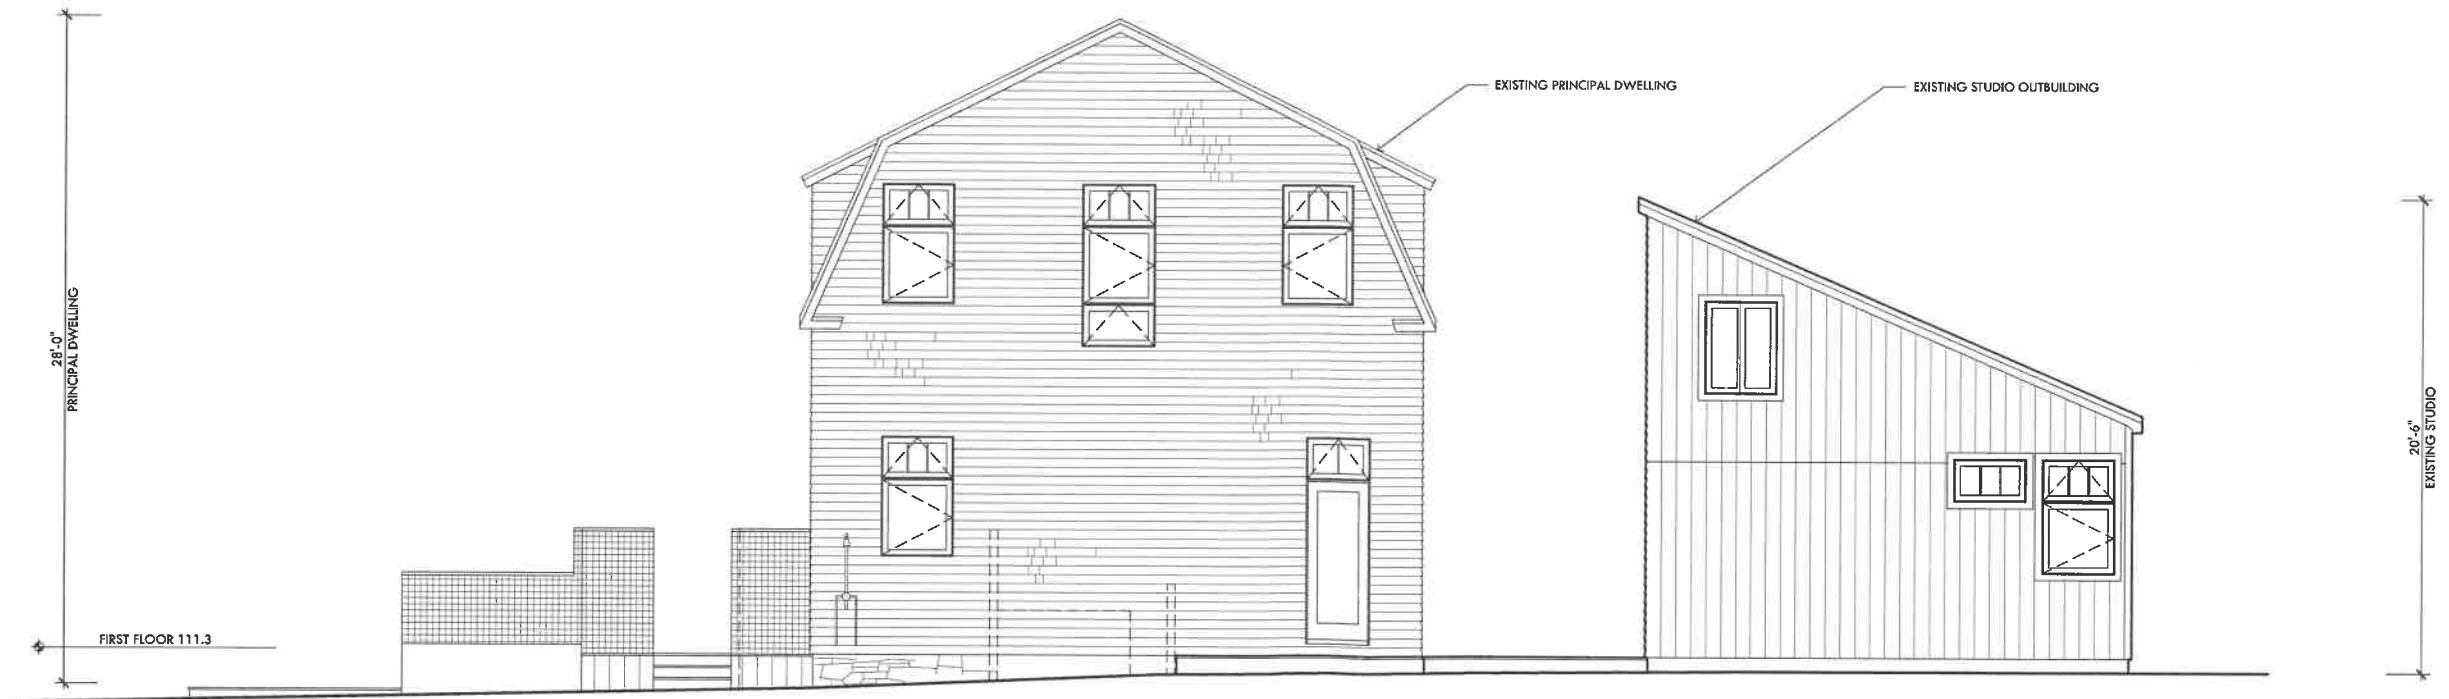 EXISTING PRINCIPAL DWELLING
EXISTING STUDIO OUTBUILDING
28'-0"
PRINCIPAL DWELLING
20'-6"
EXISTING STUDIO
FIRST FLOOR 111.3